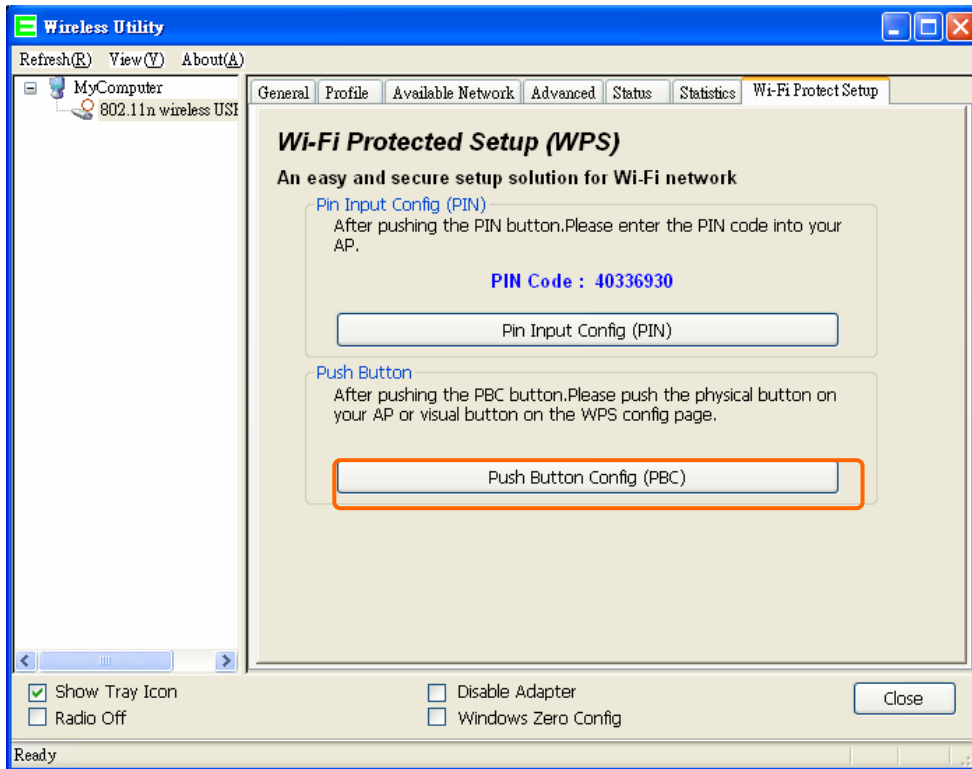 Wireless Utility
Refresh(R) View(V) About(A)
MyComputer
802.11n wireless USB
General Profile Available Network Advanced Status Statistics Wi-Fi Protect Setup
Wi-Fi Protected Setup (WPS)
An easy and secure setup solution for Wi-Fi network
Pin Input Config (PIN)
After pushing the PIN button.Please enter the PIN code into your
AP.
PIN Code : 40336930
Pin Input Config (PIN)
Push Button
After pushing the PBC button.Please push the physical button on
your AP or visual button on the WPS config page.
Push Button Config (PBC)
Show Tray Icon
Disable Adapter
Radio Off
Windows Zero Config
Close
Ready